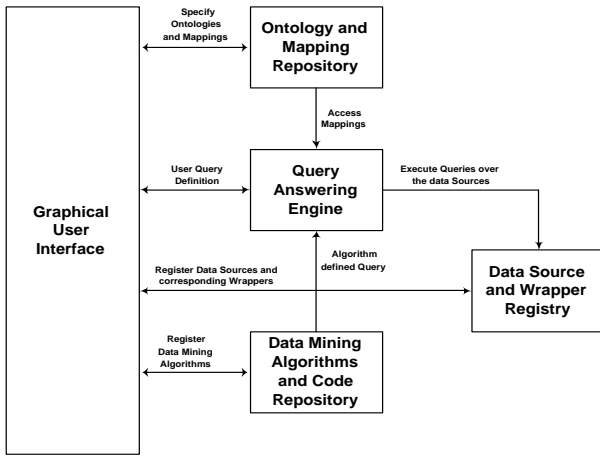 Specify
Ontologies
and Mappings
Ontology and
Mapping
Repository
Access
Mappings
User Query
Definition
Query
Answering
Engine
Execute Queries over
the data Sources
Graphical
User
Interface
Register Data Sources and
corresponding Wrappers
Algorithm
defined Query
Data Source
and Wrapper
Registry
Register
Data Mining
Algorithms
Data Mining
Algorithms
and Code
Repository